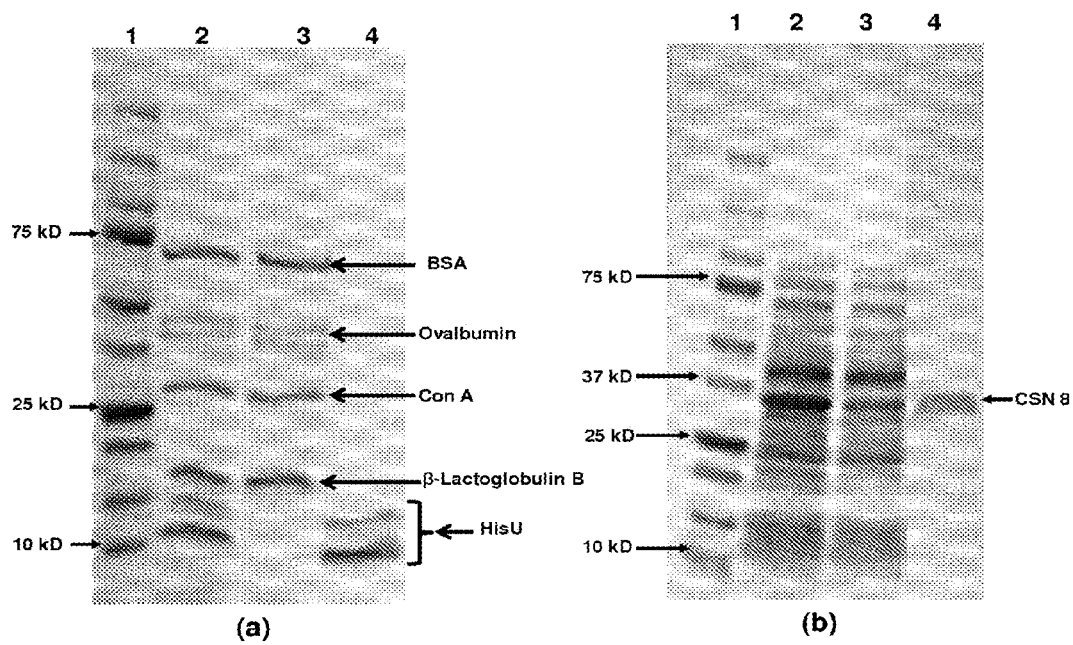 1 2 3 4
75 kD
BSA
Ovalbumin
Con A
25 kD
β-Lactoglobulin B
HisU
10 kD
(a)
1 2 3 4
75 kD
37 kD
CSN 8
25 kD
10 kD
(b)